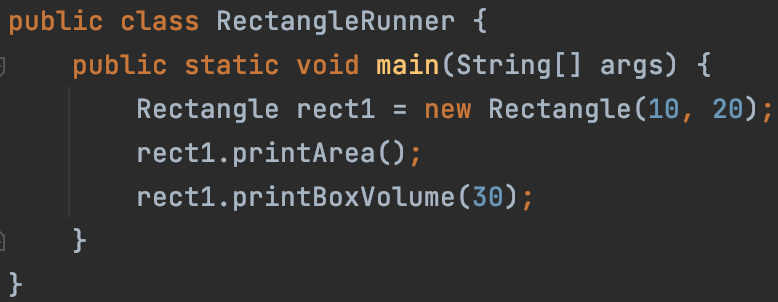 public class RectangleRunner {
    public static void main(String[] args) {
        Rectangle rect1 = new Rectangle(10, 20);
        rect1.printArea();
        rect1.printBoxVolume(30);
    }
}